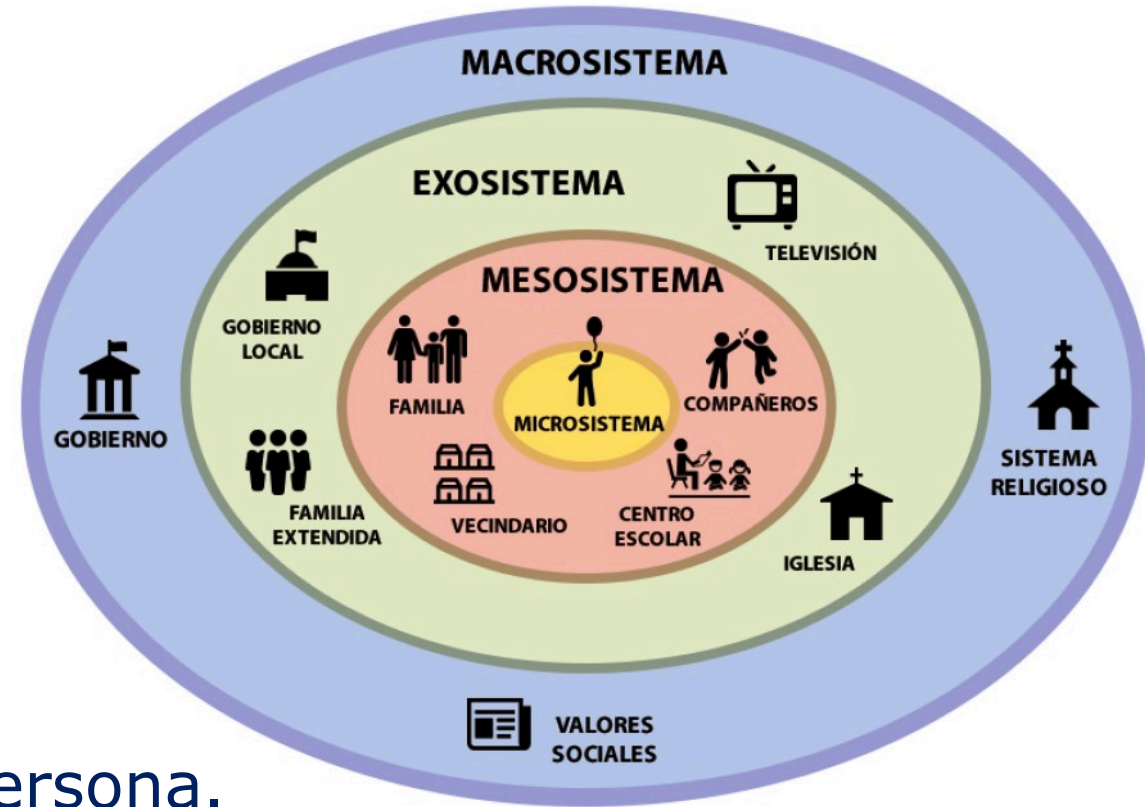 MACROSISTEMA
EXOSISTEMA
TELEVISIÓN
MESOSISTEMA
GOBIERNO
LOCAL
FAMILIA
MICROSISTEMA
COMPAÑEROS
GOBIERNO
SISTEMA
RELIGIOSO
FAMILIA
EXTENDIDA
VECINDARIO
CENTRO
ESCOLAR
IGLESIA
VALORES
SOCIALES
ersona.